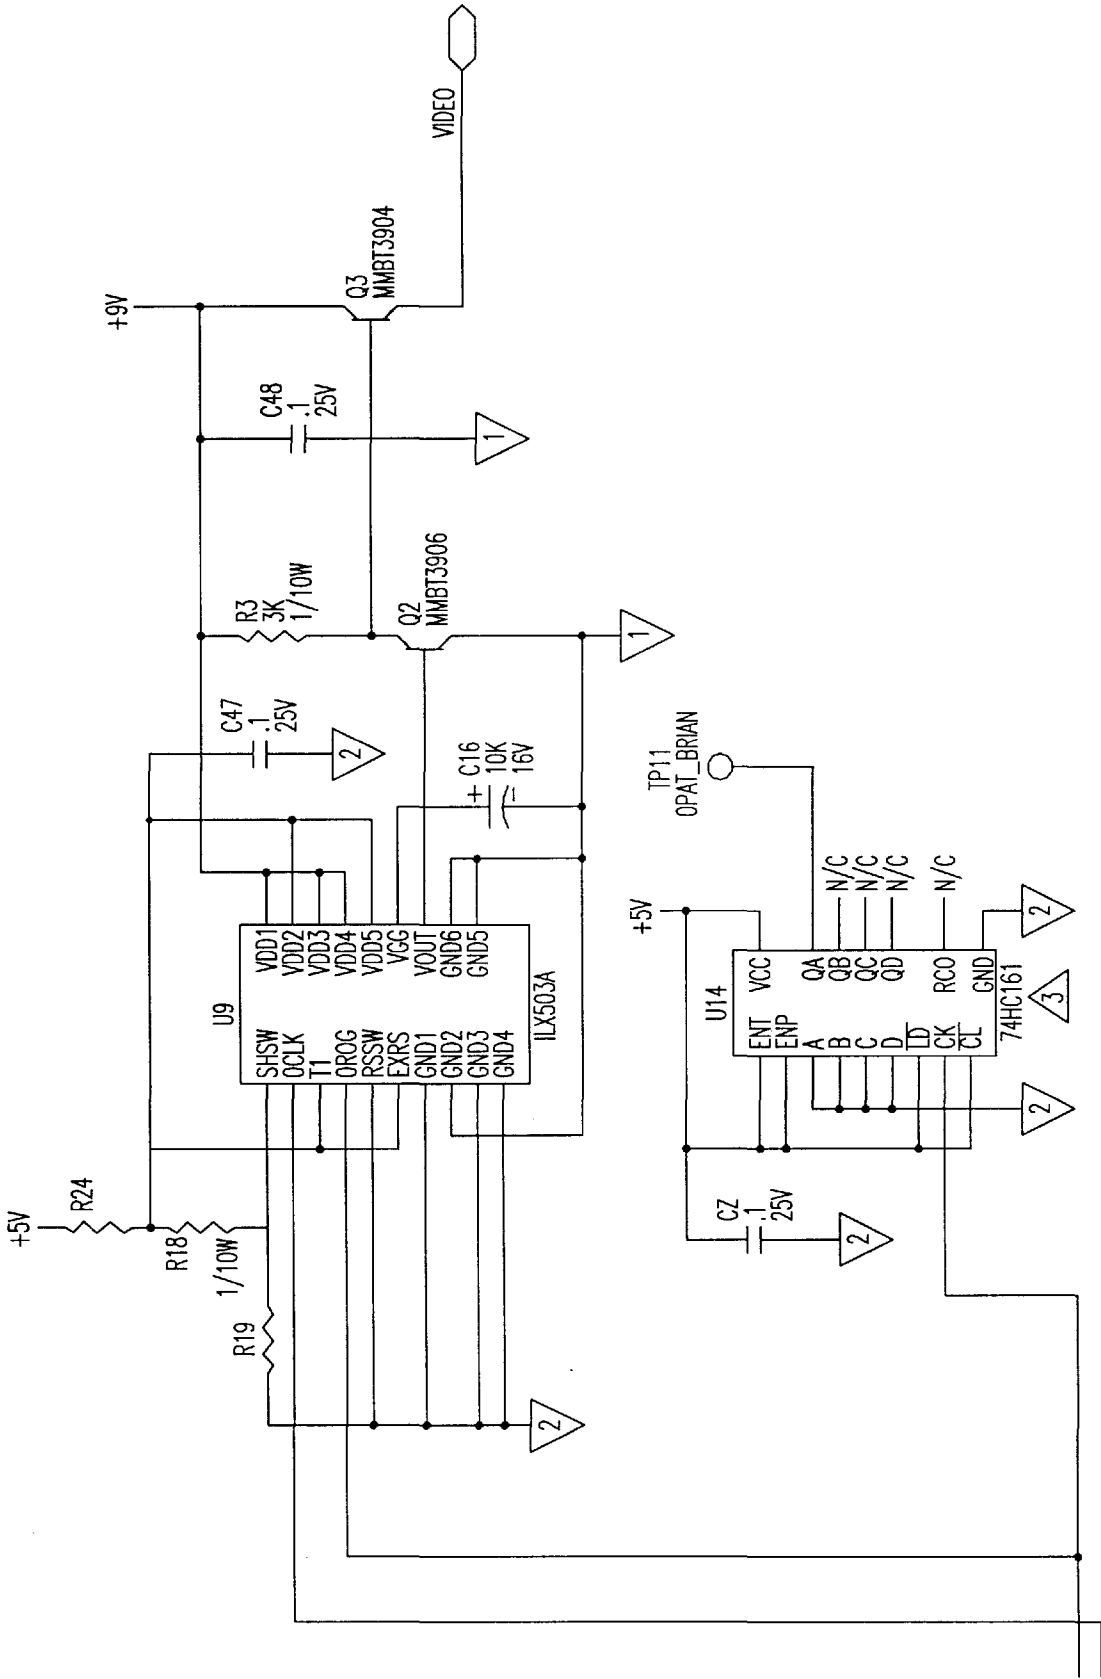 +5V
R24
R18
1/10W
R19
2
+9V
C47
.1
25V
2
R3
3K
1/10W
C48
.1
25V
1
Q3
MMBT3904
VIDEO
Q2
MMBT3906
1
C16
+ 10K
- 16V
U9
SHSW
OCLK
T1
OROG
RSSW
EXRS
GND1
GND2
GND3
GND4
VDD1
VDD2
VDD3
VDD4
VDD5
VGG
VOUT
GND6
GND5
ILX503A
TP11
OPAT_BRIAN
+5V
CZ
.1
25V
2
U14
ENT
ENP
A
B
C
D
LD
CK
CL
VCC
QA
QB
QC
QD
RCO
GND
N/C
N/C
N/C
N/C
74HC161
3
2
2